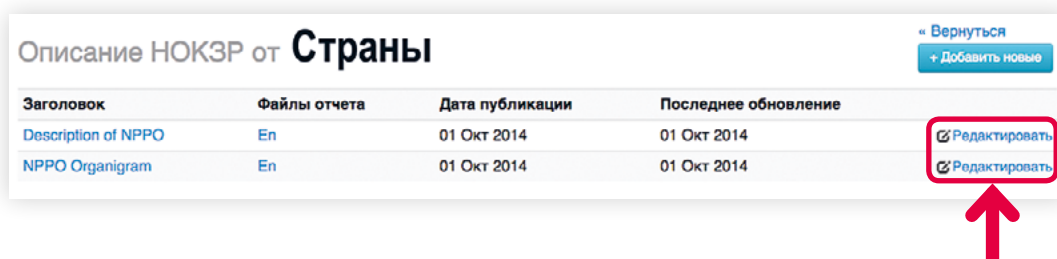 Описание НОКЗР от Страны
« Вернуться
+ Добавить новые
Заголовок Файлы отчета Дата публикации Последнее обновление
Description of NPPO En 01 Окт 2014 01 Окт 2014 Редактировать
NPPO Organigram En 01 Окт 2014 01 Окт 2014 Редактировать